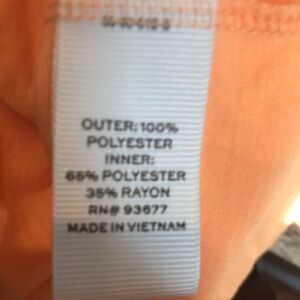 OUTER: 100%
POLYESTER
INNER:
65% POLYESTER
35% RAYON
RN# 93677
MADE IN VIETNAM